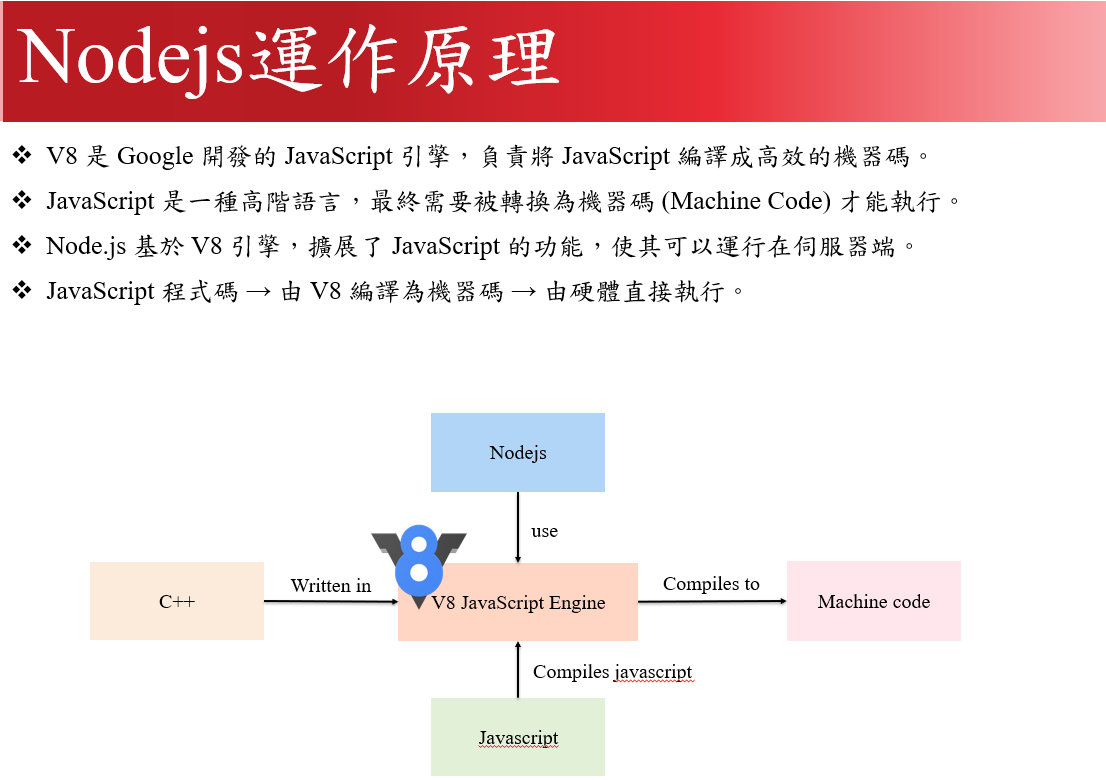 Nodejs運作原理
❖ V8 是 Google 開發的 JavaScript 引擎，負責將 JavaScript 編譯成高效的機器碼。
❖ JavaScript 是一種高階語言，最終需要被轉換為機器碼 (Machine Code) 才能執行。
❖ Node.js 基於 V8 引擎，擴展了 JavaScript 的功能，使其可以運行在伺服器端。
❖ JavaScript 程式碼 → 由 V8 編譯為機器碼 → 由硬體直接執行。
Nodejs
use
C++
Written in
V8 JavaScript Engine
Compiles to
Machine code
Compiles javascript
Javascript